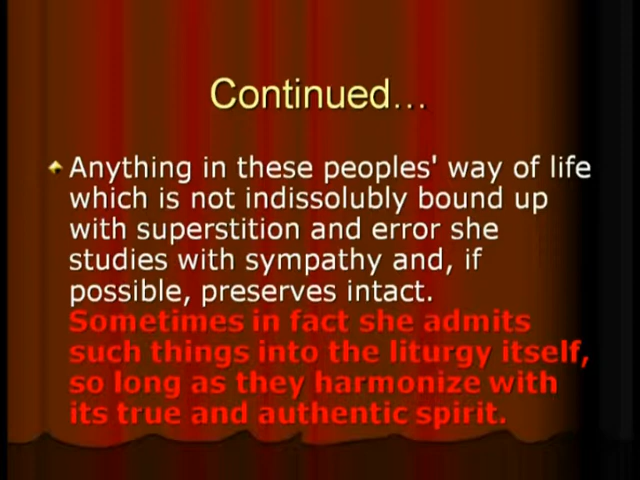 Continued...
Anything in these peoples' way of life
which is not indissolubly bound up
with superstition and error she
studies with sympathy and, if
possible, preserves intact.
Sometimes in fact she admits
such things into the liturgy itself,
so long as they harmonize with
its true and authentic spirit.